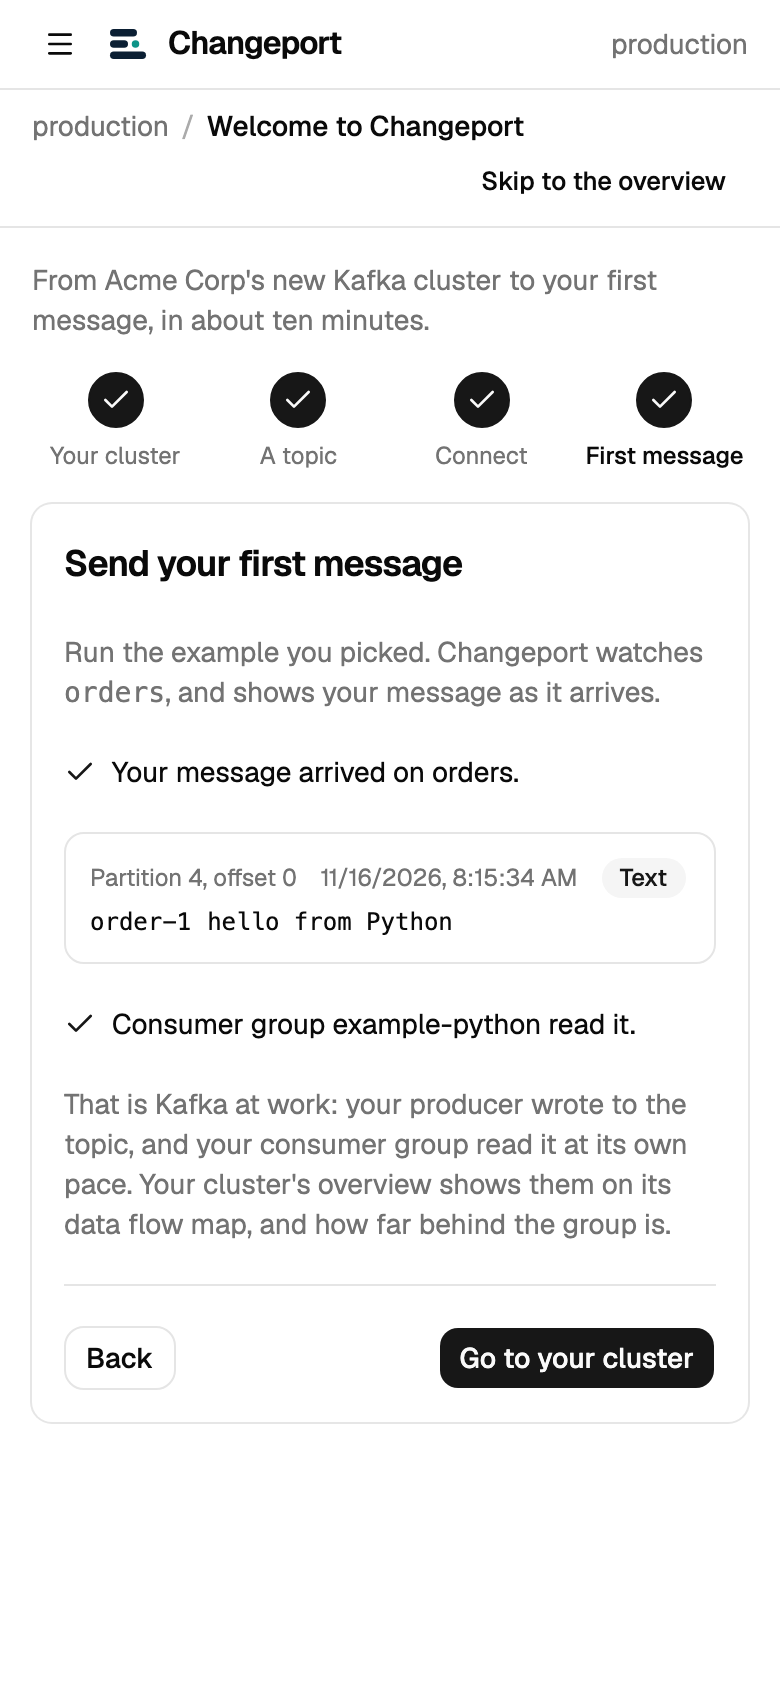 Changeport
production
production / Welcome to Changeport
Skip to the overview
From Acme Corp's new Kafka cluster to your first
message, in about ten minutes.
Your cluster
A topic
Connect
First message
Send your first message
Run the example you picked. Changeport watches
orders, and shows your message as it arrives.
Your message arrived on orders.
Partition 4, offset 0 11/16/2026, 8:15:34 AM Text
order-1 hello from Python
Consumer group example-python read it.
That is Kafka at work: your producer wrote to the
topic, and your consumer group read it at its own
pace. Your cluster's overview shows them on its
data flow map, and how far behind the group is.
Back
Go to your cluster